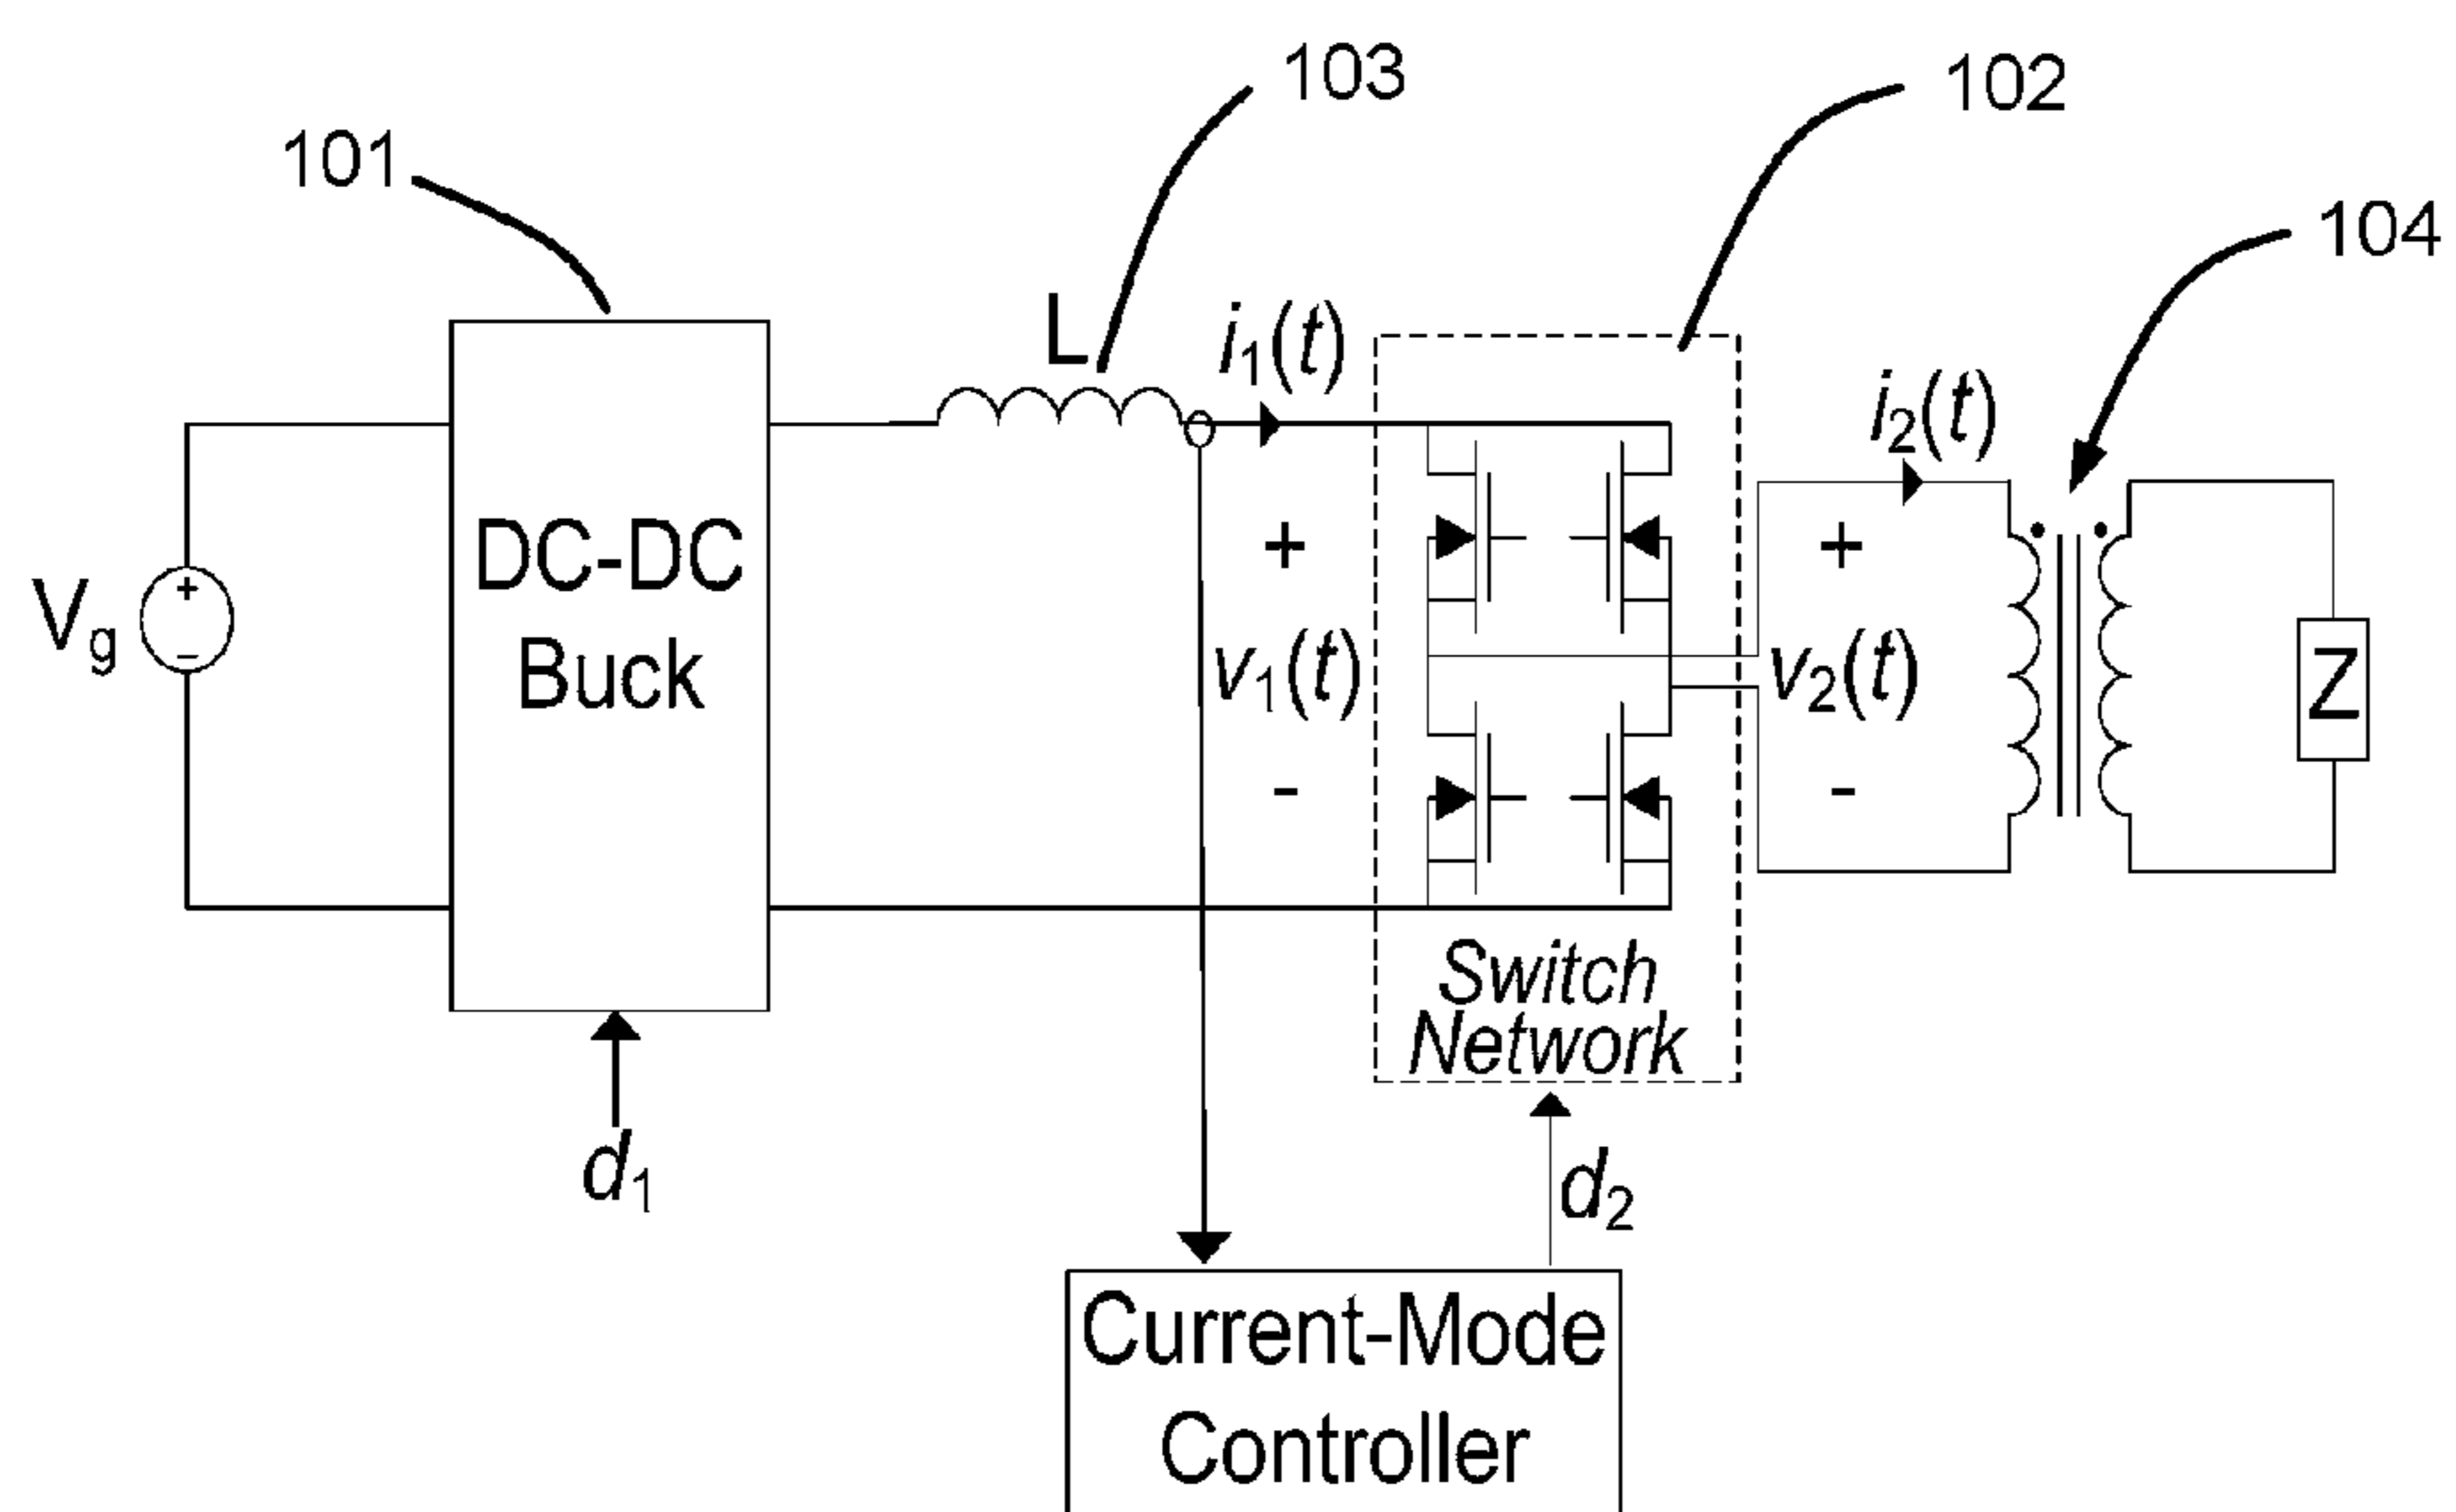 103
102
101
104
L
i1(t)
i2(t)
DC-DC
Buck
+
+
Vg
+
−
v1(t)
v2(t)
Z
-
-
Switch
Network
d1
d2
Current-Mode
Controller